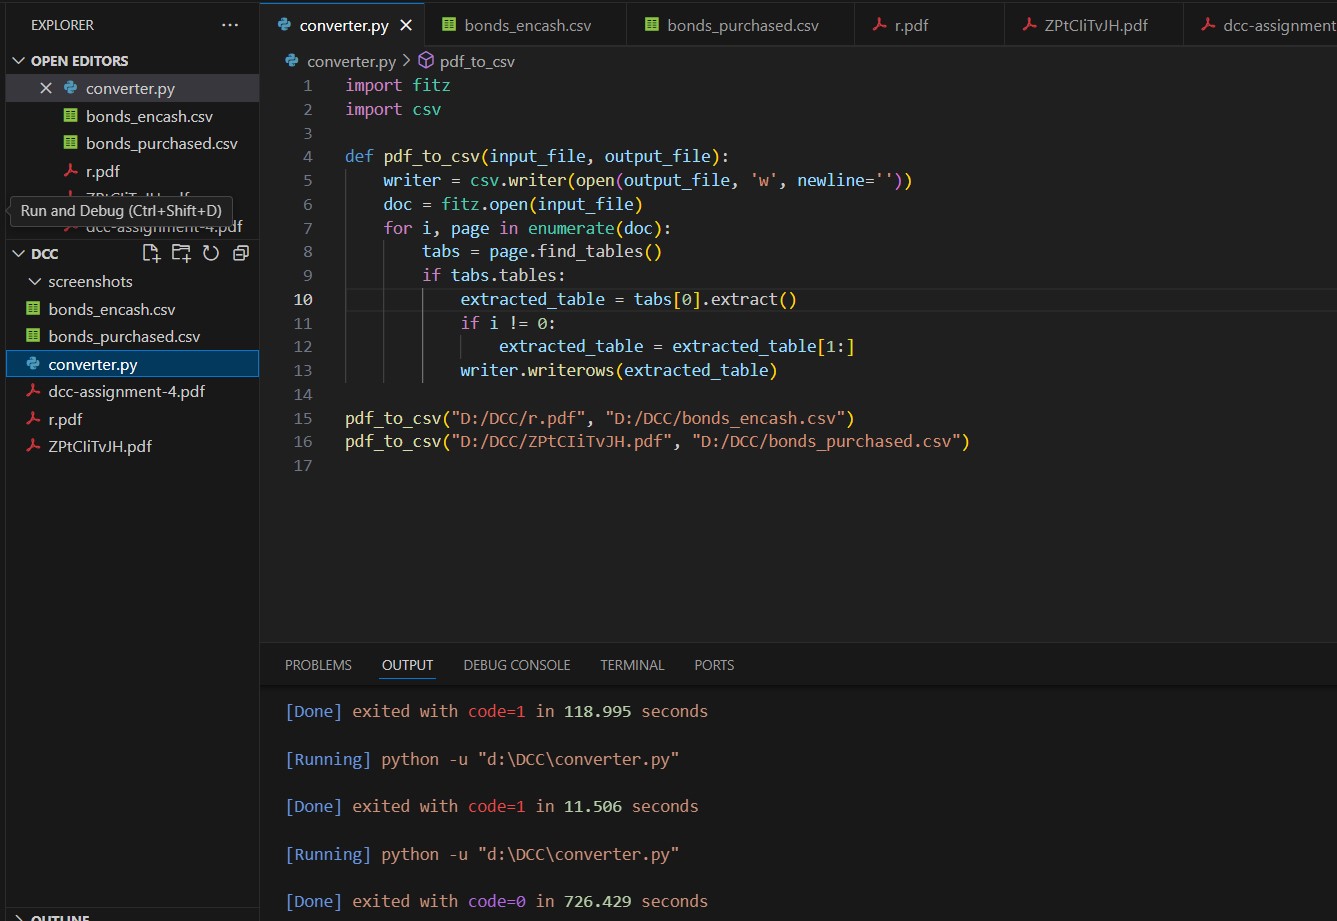 EXPLORER
...
OPEN EDITORS
converter.py
bonds_encash.csv
bonds_purchased.csv
r.pdf
Run and Debug (Ctrl+Shift+D)
dcc-assignment-4.pdf
DCC
screenshots
bonds_encash.csv
bonds_purchased.csv
converter.py
dcc-assignment-4.pdf
r.pdf
ZPtCIiTvJH.pdf
OUTLINE
converter.py
bonds_encash.csv
bonds_purchased.csv
r.pdf
ZPtCIiTvJH.pdf
dcc-assignment
converter.py > pdf_to_csv
1 import fitz
2 import csv
3
4 def pdf_to_csv(input_file, output_file):
5 writer = csv.writer(open(output_file, 'w', newline=''))
6 doc = fitz.open(input_file)
7 for i, page in enumerate(doc):
8 tabs = page.find_tables()
9 if tabs.tables:
10 extracted_table = tabs[0].extract()
11 if i != 0:
12 extracted_table = extracted_table[1:]
13 writer.writerows(extracted_table)
14
15 pdf_to_csv("D:/DCC/r.pdf", "D:/DCC/bonds_encash.csv")
16 pdf_to_csv("D:/DCC/ZPtCIiTvJH.pdf", "D:/DCC/bonds_purchased.csv")
17
PROBLEMS OUTPUT DEBUG CONSOLE TERMINAL PORTS
[Done] exited with code=1 in 118.995 seconds
[Running] python -u "d:\DCC\converter.py"
[Done] exited with code=1 in 11.506 seconds
[Running] python -u "d:\DCC\converter.py"
[Done] exited with code=0 in 726.429 seconds